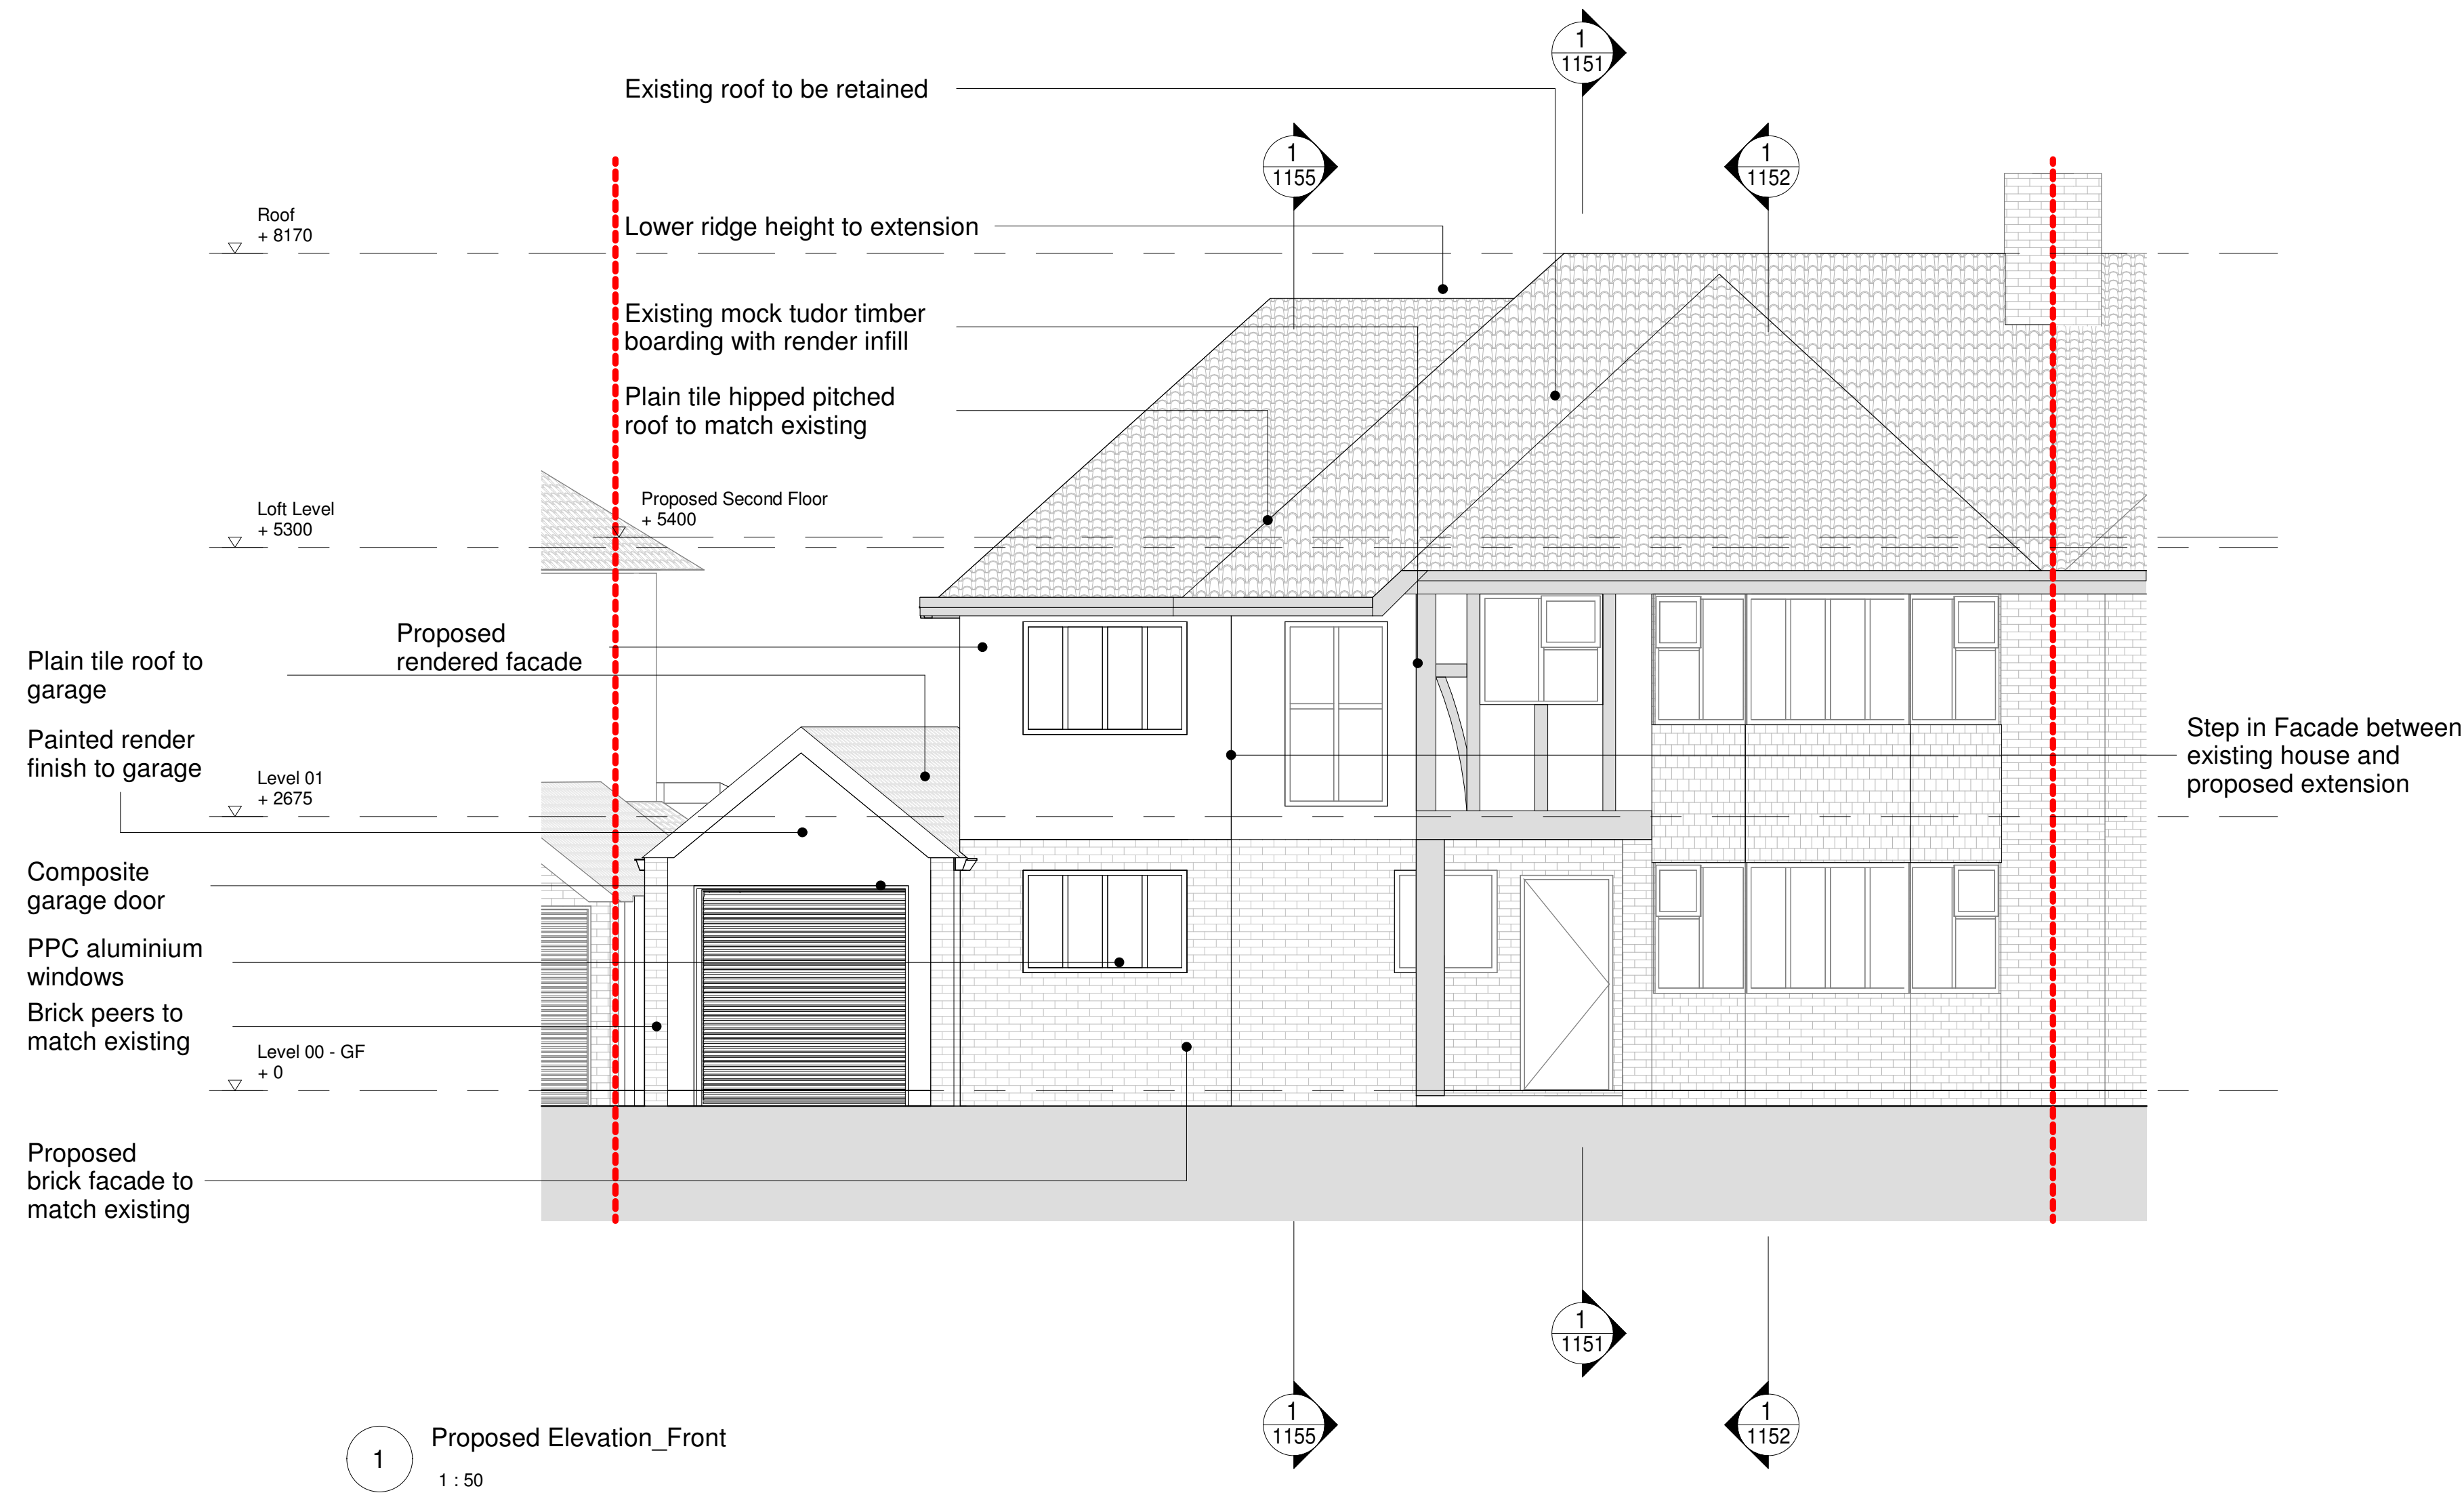 1
1151
Existing roof to be retained
1
1155
1
1152
Roof
+ 8170
Lower ridge height to extension
Existing mock tudor timber
boarding with render infill
Plain tile hipped pitched
roof to match existing
Loft Level
+ 5300
Proposed Second Floor
+ 5400
Proposed
rendered facade
Plain tile roof to
garage
Painted render
finish to garage
Step in Facade between
existing house and
proposed extension
Level 01
+ 2675
Composite
garage door
PPC aluminium
windows
Brick peers to
match existing
Level 00 - GF
+ 0
Proposed
brick facade to
match existing
1
1151
1
1155
1
1152
1
Proposed Elevation_Front
1 : 50